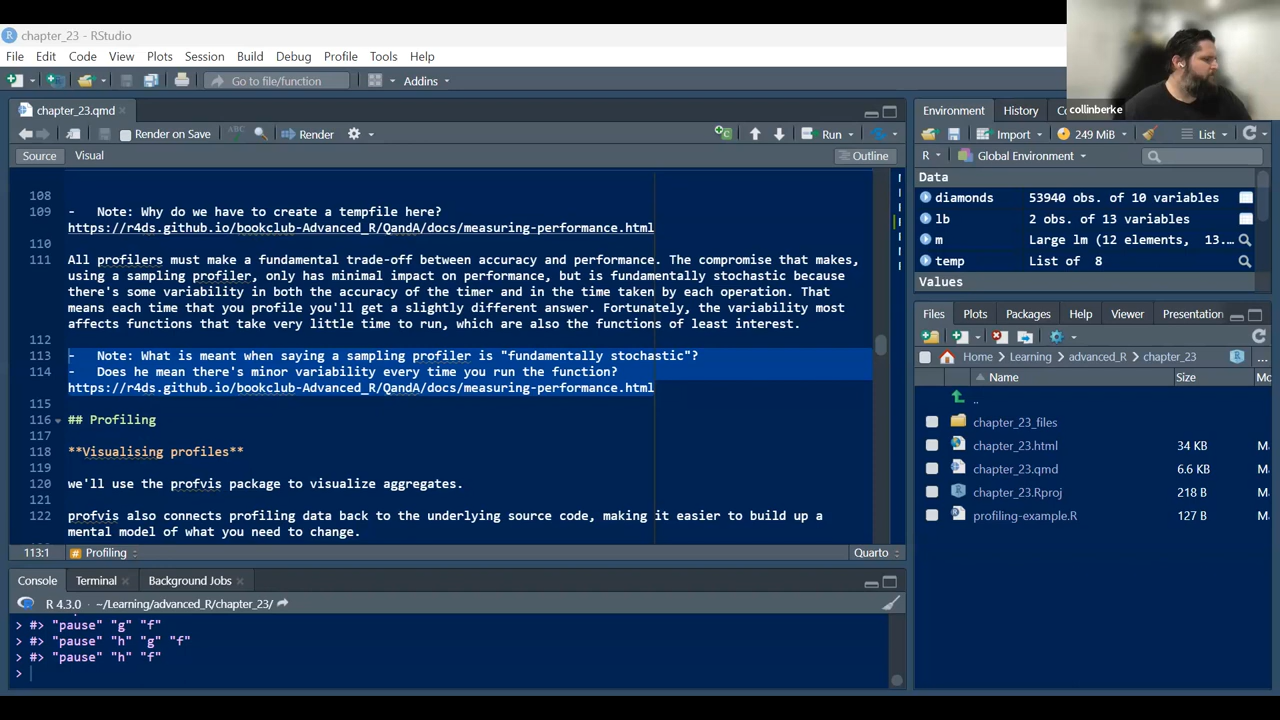 chapter_23 - RStudio
File Edit Code View Plots Session Build Debug Profile Tools Help
Go to file/function Addins
collinberke
chapter_23.qmd
Render on Save Render Run
Source Visual Outline
108
109 - Note: Why do we have to create a tempfile here?
https://r4ds.github.io/bookclub-Advanced_R/QandA/docs/measuring-performance.html
110
111 All profilers must make a fundamental trade-off between accuracy and performance. The compromise that makes,
using a sampling profiler, only has minimal impact on performance, but is fundamentally stochastic because
there's some variability in both the accuracy of the timer and in the time taken by each operation. That
means each time that you profile you'll get a slightly different answer. Fortunately, the variability most
affects functions that take very little time to run, which are also the functions of least interest.
112
113 - Note: What is meant when saying a sampling profiler is "fundamentally stochastic"?
114 - Does he mean there's minor variability every time you run the function?
https://r4ds.github.io/bookclub-Advanced_R/QandA/docs/measuring-performance.html
115
116 ## Profiling
117
118 **Visualising profiles**
119
120 we'll use the profvis package to visualize aggregates.
121
122 profvis also connects profiling data back to the underlying source code, making it easier to build up a
mental model of what you need to change.
113:1 Profiling Quarto
Console Terminal Background Jobs
R 4.3.0 · ~/Learning/advanced_R/chapter_23/
> #> "pause" "g" "f"
> #> "pause" "h" "g" "f"
> #> "pause" "h" "f"
>
Environment History
Import 249 MiB List
R Global Environment
Data
diamonds 53940 obs. of 10 variables
lb 2 obs. of 13 variables
m Large lm (12 elements, 13...
temp List of 8
Values
Files Plots Packages Help Viewer Presentation
Home Learning advanced_R chapter_23
Name Size
..
chapter_23_files
chapter_23.html 34 KB
chapter_23.qmd 6.6 KB
chapter_23.Rproj 218 B
profiling-example.R 127 B